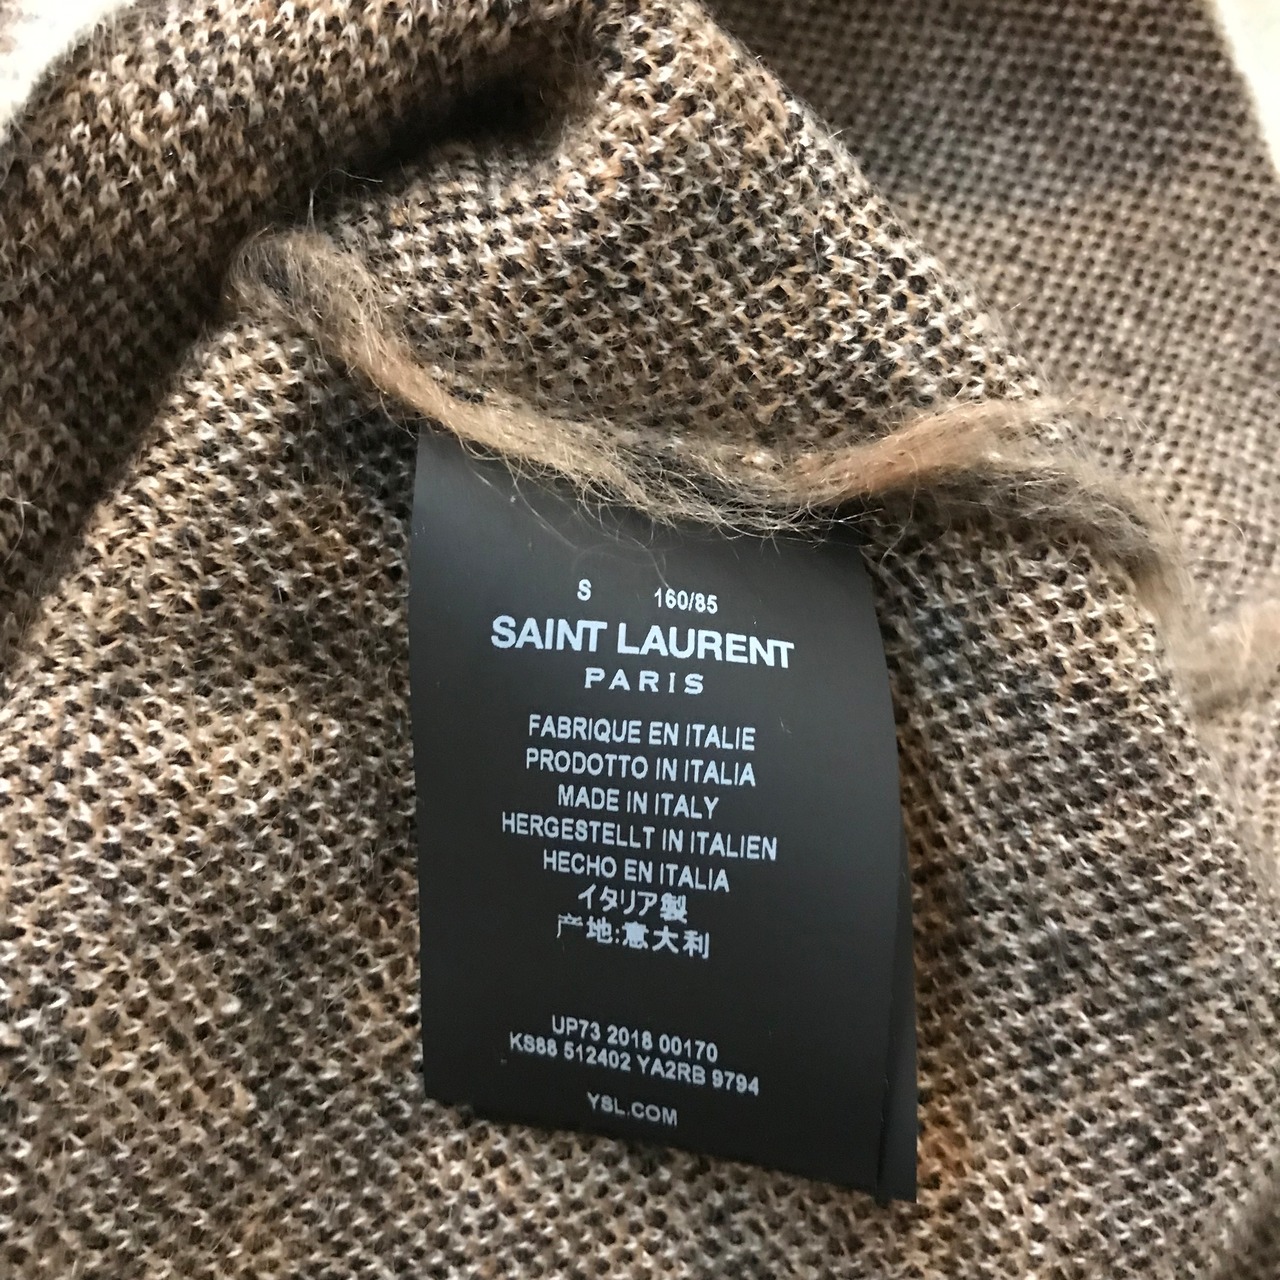 S 160/85
SAINT LAURENT
PARIS
FABRIQUE EN ITALIE
PRODOTTO IN ITALIA
MADE IN ITALY
HERGESTELLT IN ITALIEN
HECHO EN ITALIA
イタリア製
产地:意大利
UP73 2018 00170
KS88 512402 YA2RB 9794
YSL.COM